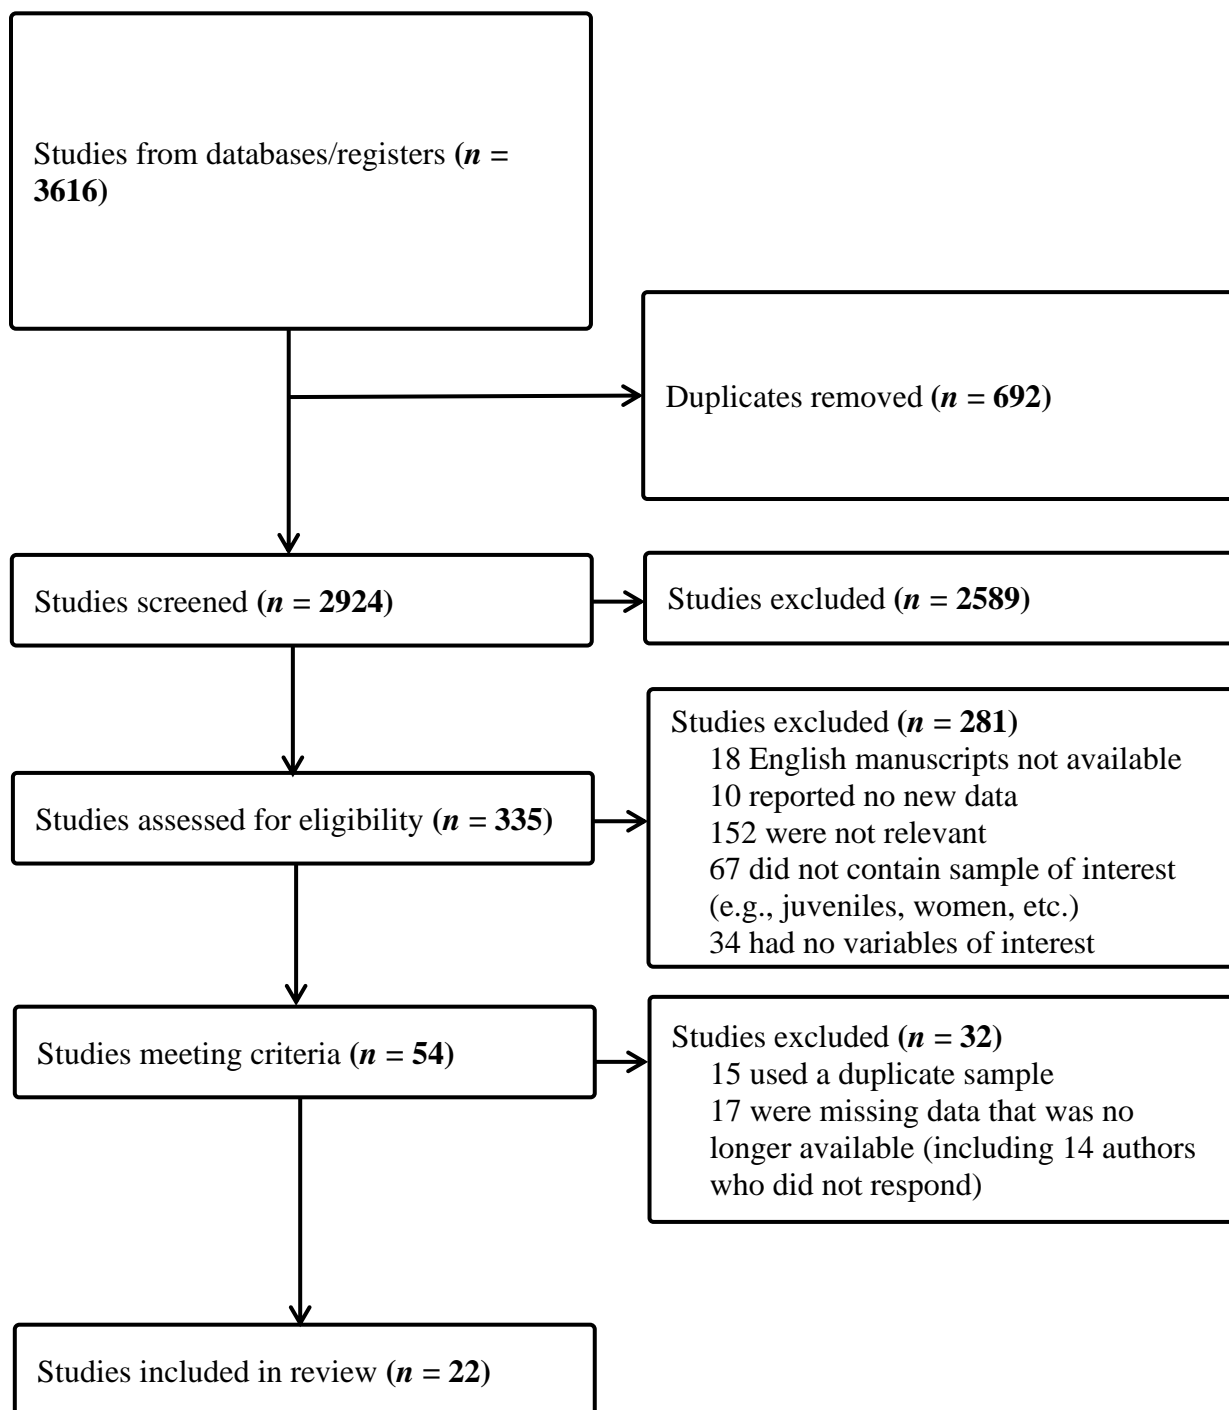 Studies from databases/registers (n =
3616)
Duplicates removed (n = 692)
Studies screened (n = 2924)
Studies excluded (n = 2589)
Studies assessed for eligibility (n = 335)
Studies excluded (n = 281)
18 English manuscripts not available
10 reported no new data
152 were not relevant
67 did not contain sample of interest
(e.g., juveniles, women, etc.)
34 had no variables of interest
Studies meeting criteria (n = 54)
Studies excluded (n = 32)
15 used a duplicate sample
17 were missing data that was no
longer available (including 14 authors
who did not respond)
Studies included in review (n = 22)